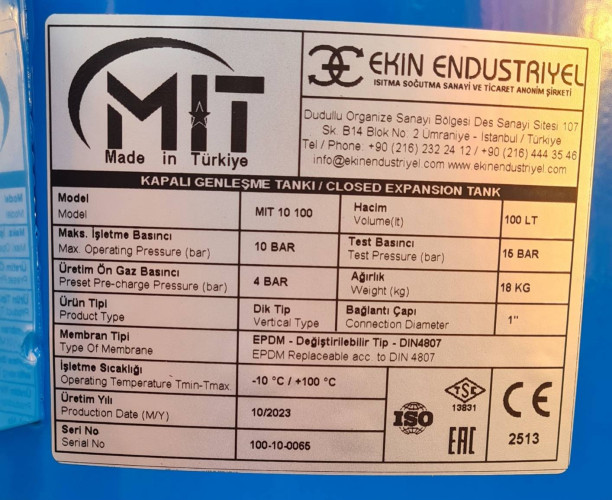 MIT
Made in Türkiye
EKIN ENDUSTRIYEL
ISITMA SOĞUTMA SANAYİ VE TİCARET ANONİM ŞİRKETİ
Dudullu Organize Sanayi Bölgesi Des Sanayi Sitesi 107
Sk. B14 Blok No: 2 Ümraniye - İstanbul / Türkiye
Tel / Phone: +90 (216) 232 24 12 / +90 (216) 444 35 46
info@ekinendustriyel.com www.ekinendustriyel.com
KAPALI GENLEŞME TANKI / CLOSED EXPANSION TANK
Model MIT 10 100 Hacim 100 LT
Model Volume(lt)
Maks. İşletme Basıncı 10 BAR Test Basıncı 15 BAR
Max. Operating Pressure (bar) Test Pressure (bar)
Üretim Ön Gaz Basıncı 4 BAR Ağırlık 18 KG
Preset Pre-charge Pressure (bar) Weight (kg)
Ürün Tipi Dik Tip Bağlantı Çapı 1"
Product Type Vertical Type Connection Diameter
Membran Tipi EPDM - Değiştirilebilir Tip - DIN4807
Type Of Membrane EPDM Replaceable acc. to DIN 4807
İşletme Sıcaklığı -10 °C / +100 °C
Operating Temperature Tmin-Tmax
Üretim Yılı 10/2023
Production Date (M/Y)
Seri No 100-10-0065
Serial No
ISO
TSE
13831
EAC
CE
2513